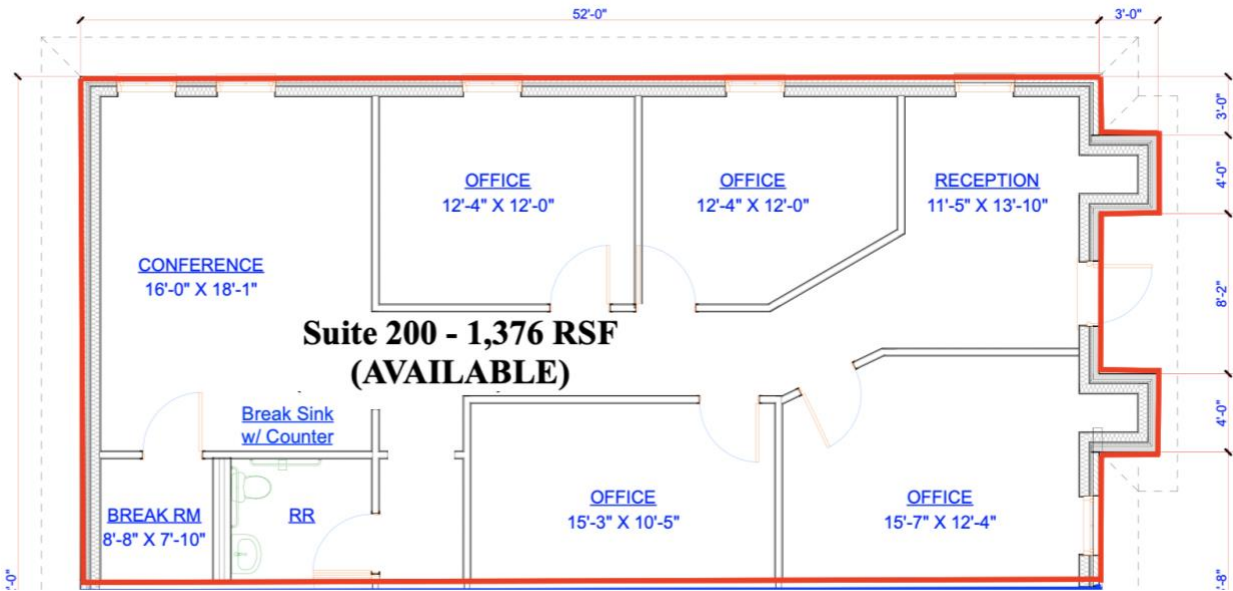 52'-0"
3'-0"
3'-0"
OFFICE
12'-4" X 12'-0"
OFFICE
12'-4" X 12'-0"
RECEPTION
11'-5" X 13'-10"
4'-0"
CONFERENCE
16'-0" X 18'-1"
8'-2"
Suite 200 - 1,376 RSF
(AVAILABLE)
Break Sink
w/ Counter
4'-0"
OFFICE
15'-3" X 10'-5"
OFFICE
15'-7" X 12'-4"
BREAK RM
8'-8" X 7'-10"
RR